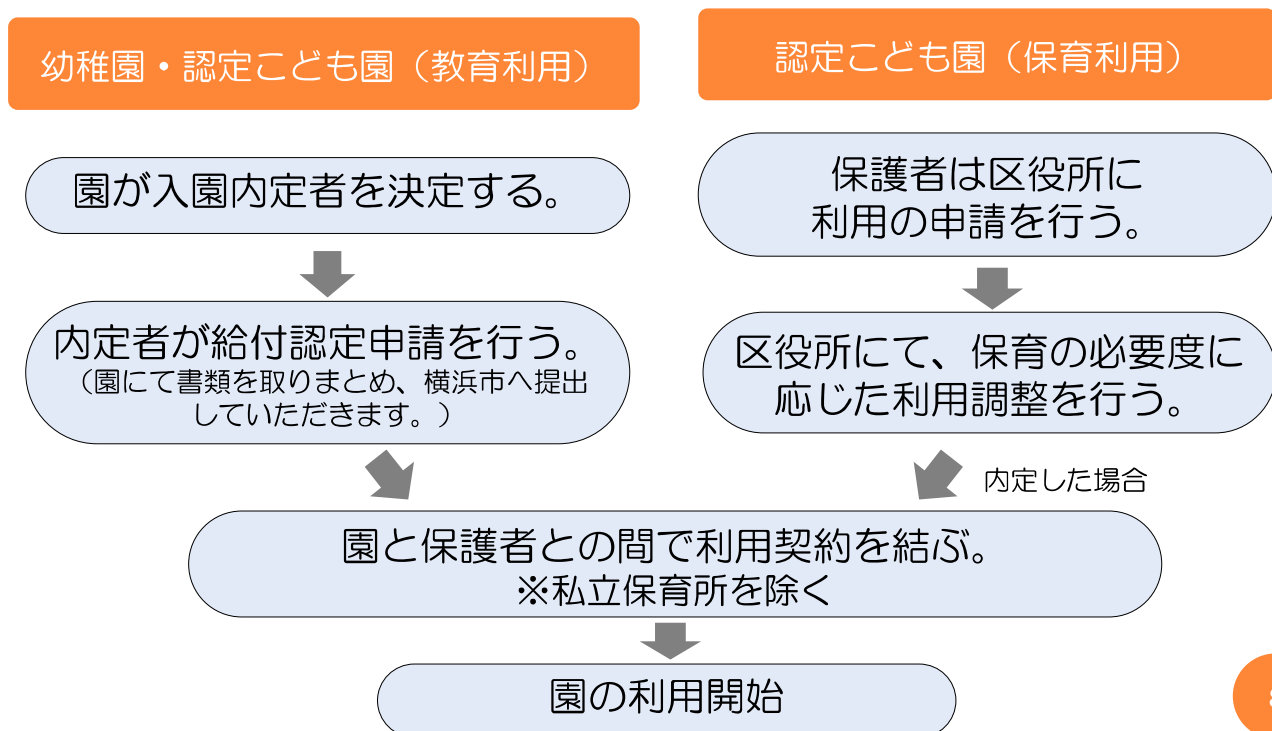 幼稚園・認定こども園（教育利用）
園が入園内定者を決定する。
内定者が給付認定申請を行う。
（園にて書類を取りまとめ、横浜市へ提出
していただきます。）
認定こども園（保育利用）
保護者は区役所に
利用の申請を行う。
区役所にて、保育の必要度に
応じた利用調整を行う。
内定した場合
園と保護者との間で利用契約を結ぶ。
※私立保育所を除く
園の利用開始